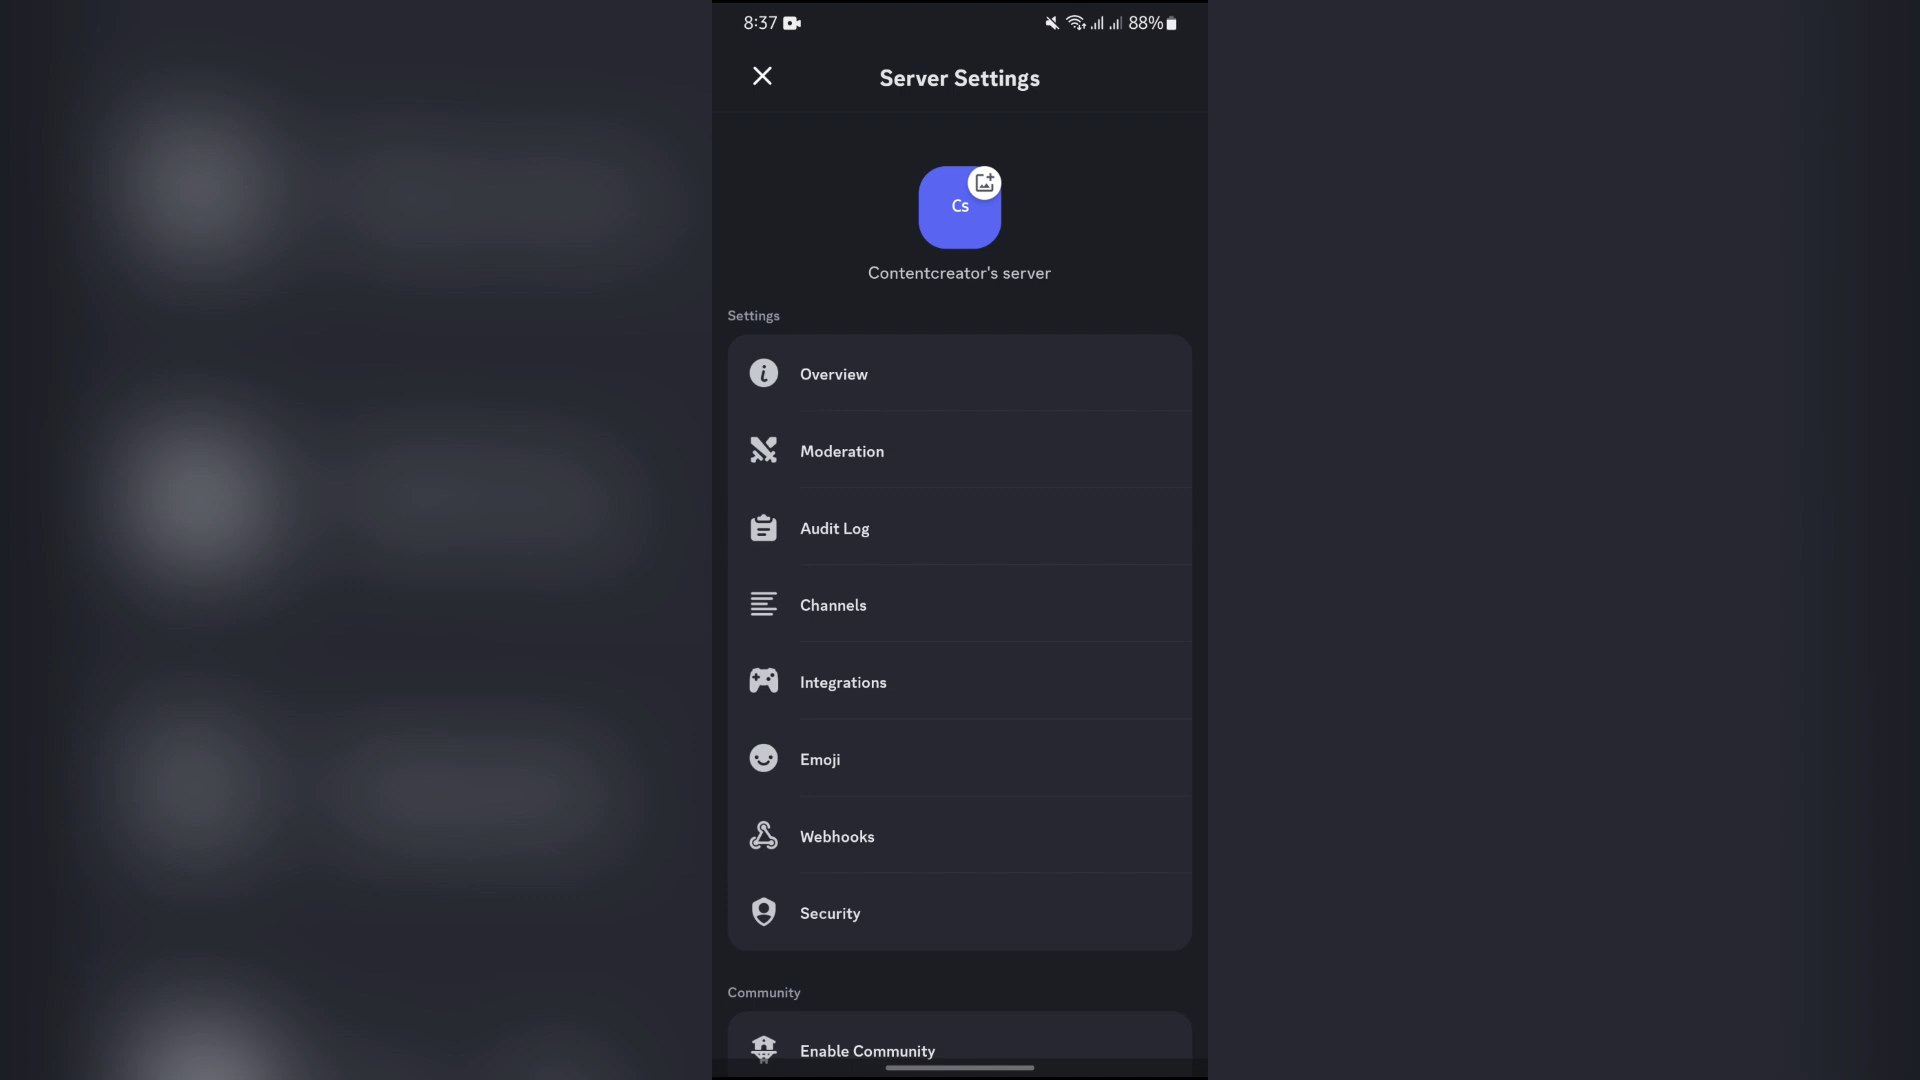 8:37 88%
Server Settings
Cs
Contentcreator's server
Settings
Overview
Moderation
Audit Log
Channels
Integrations
Emoji
Webhooks
Security
Community
Enable Community